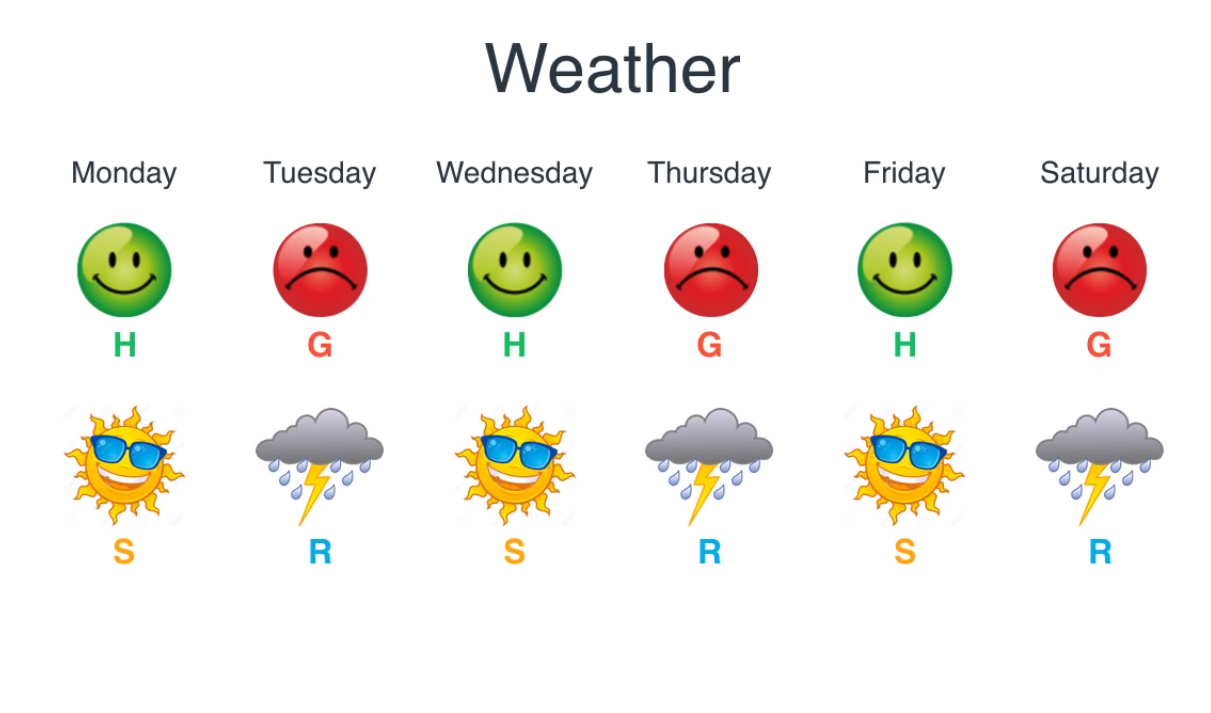 Weather
Monday Tuesday Wednesday Thursday Friday Saturday
H G H G H G
S R S R S R